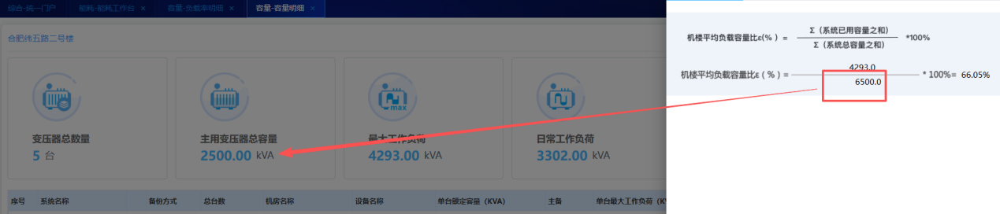 综合-统一门户
能耗-能耗工作台 ×
容量-负载率明细 ×
容量-容量明细 ×
合肥纬五路二号楼
变压器总数量
5 台
主用变压器总容量
2500.00 kVA
max
最大工作负荷
4293.00 kVA
日常工作负荷
3302.00 kVA
序号 系统名称 备份方式 总台数 机房名称 设备名称 单台额定容量（KVA） 主备 单台最大工作负荷（KV
机楼平均负载容量比ε(% ) = Σ（系统已用容量之和）
Σ（系统总容量之和） *100%
机楼平均负载容量比ε ( % ) = 4293.0
6500.0 * 100%= 66.05%